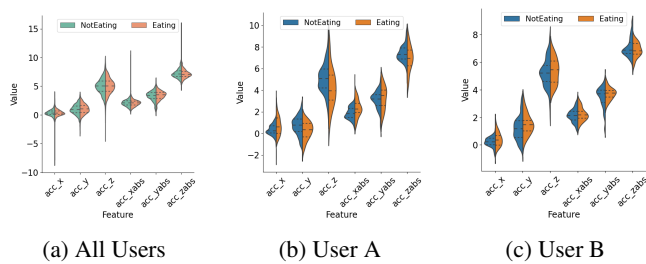 NotEating Eating
15
10
5
0
−5
−10
Value
acc_x acc_y acc_z acc_xabs acc_yabs acc_zabs
Feature
(a) All Users
NotEating Eating
10
8
6
4
2
0
−2
Value
acc_x acc_y acc_z acc_xabs acc_yabs acc_zabs
Feature
(b) User A
NotEating Eating
8
6
4
2
0
Value
acc_x acc_y acc_z acc_xabs acc_yabs acc_zabs
Feature
(c) User B